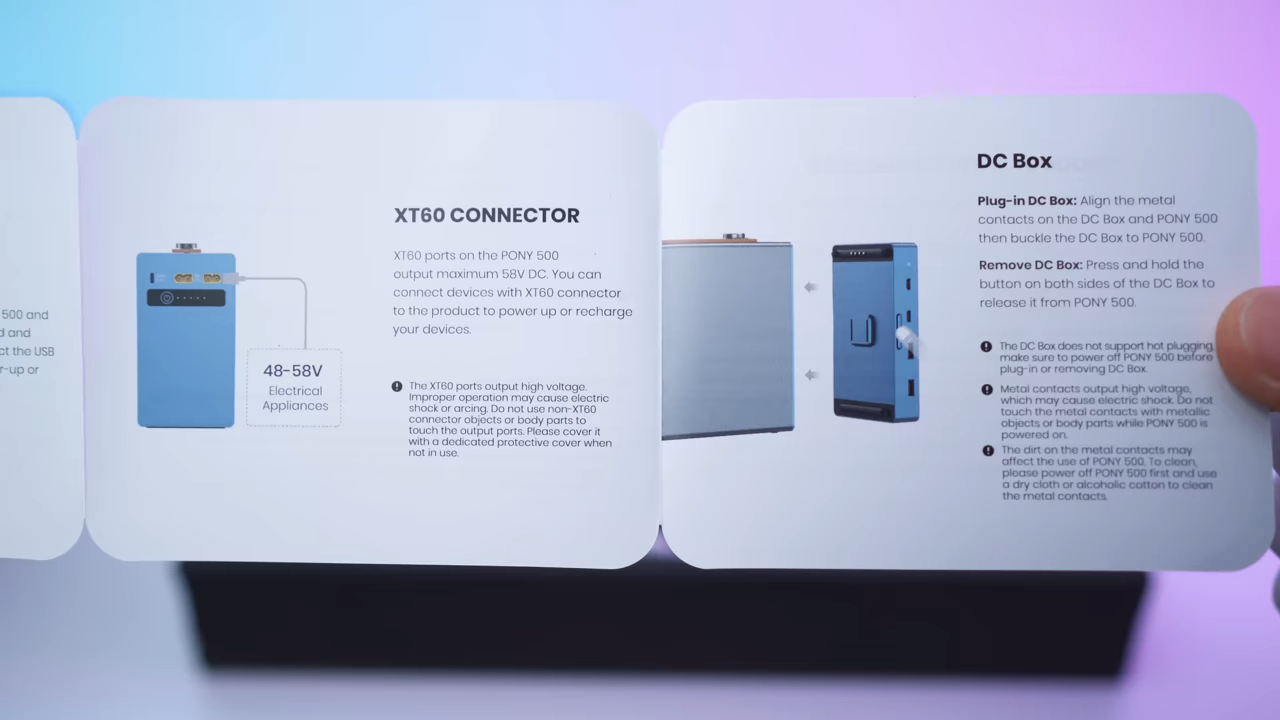 500 and
d and
ct the USB
r-up or
XT60 CONNECTOR
XT60 ports on the PONY 500
output maximum 58V DC. You can
connect devices with XT60 connector
to the product to power up or recharge
your devices.
48-58V
Electrical
Appliances
The XT60 ports output high voltage.
Improper operation may cause electric
shock or arcing. Do not use non-XT60
connector objects or body parts to
touch the output ports. Please cover it
with a dedicated protective cover when
not in use.
DC Box
Plug-in DC Box: Align the metal
contacts on the DC Box and PONY 500
then buckle the DC Box to PONY 500.
Remove DC Box: Press and hold the
button on both sides of the DC Box to
release it from PONY 500.
The DC Box does not support hot plugging,
make sure to power off PONY 500 before
plug-in or removing DC Box.
Metal contacts output high voltage,
which may cause electric shock. Do not
touch the metal contacts with metallic
objects or body parts while PONY 500 is
powered on.
The dirt on the metal contacts may
affect the use of PONY 500. To clean,
please power off PONY 500 first and use
a dry cloth or alcoholic cotton to clean
the metal contacts.